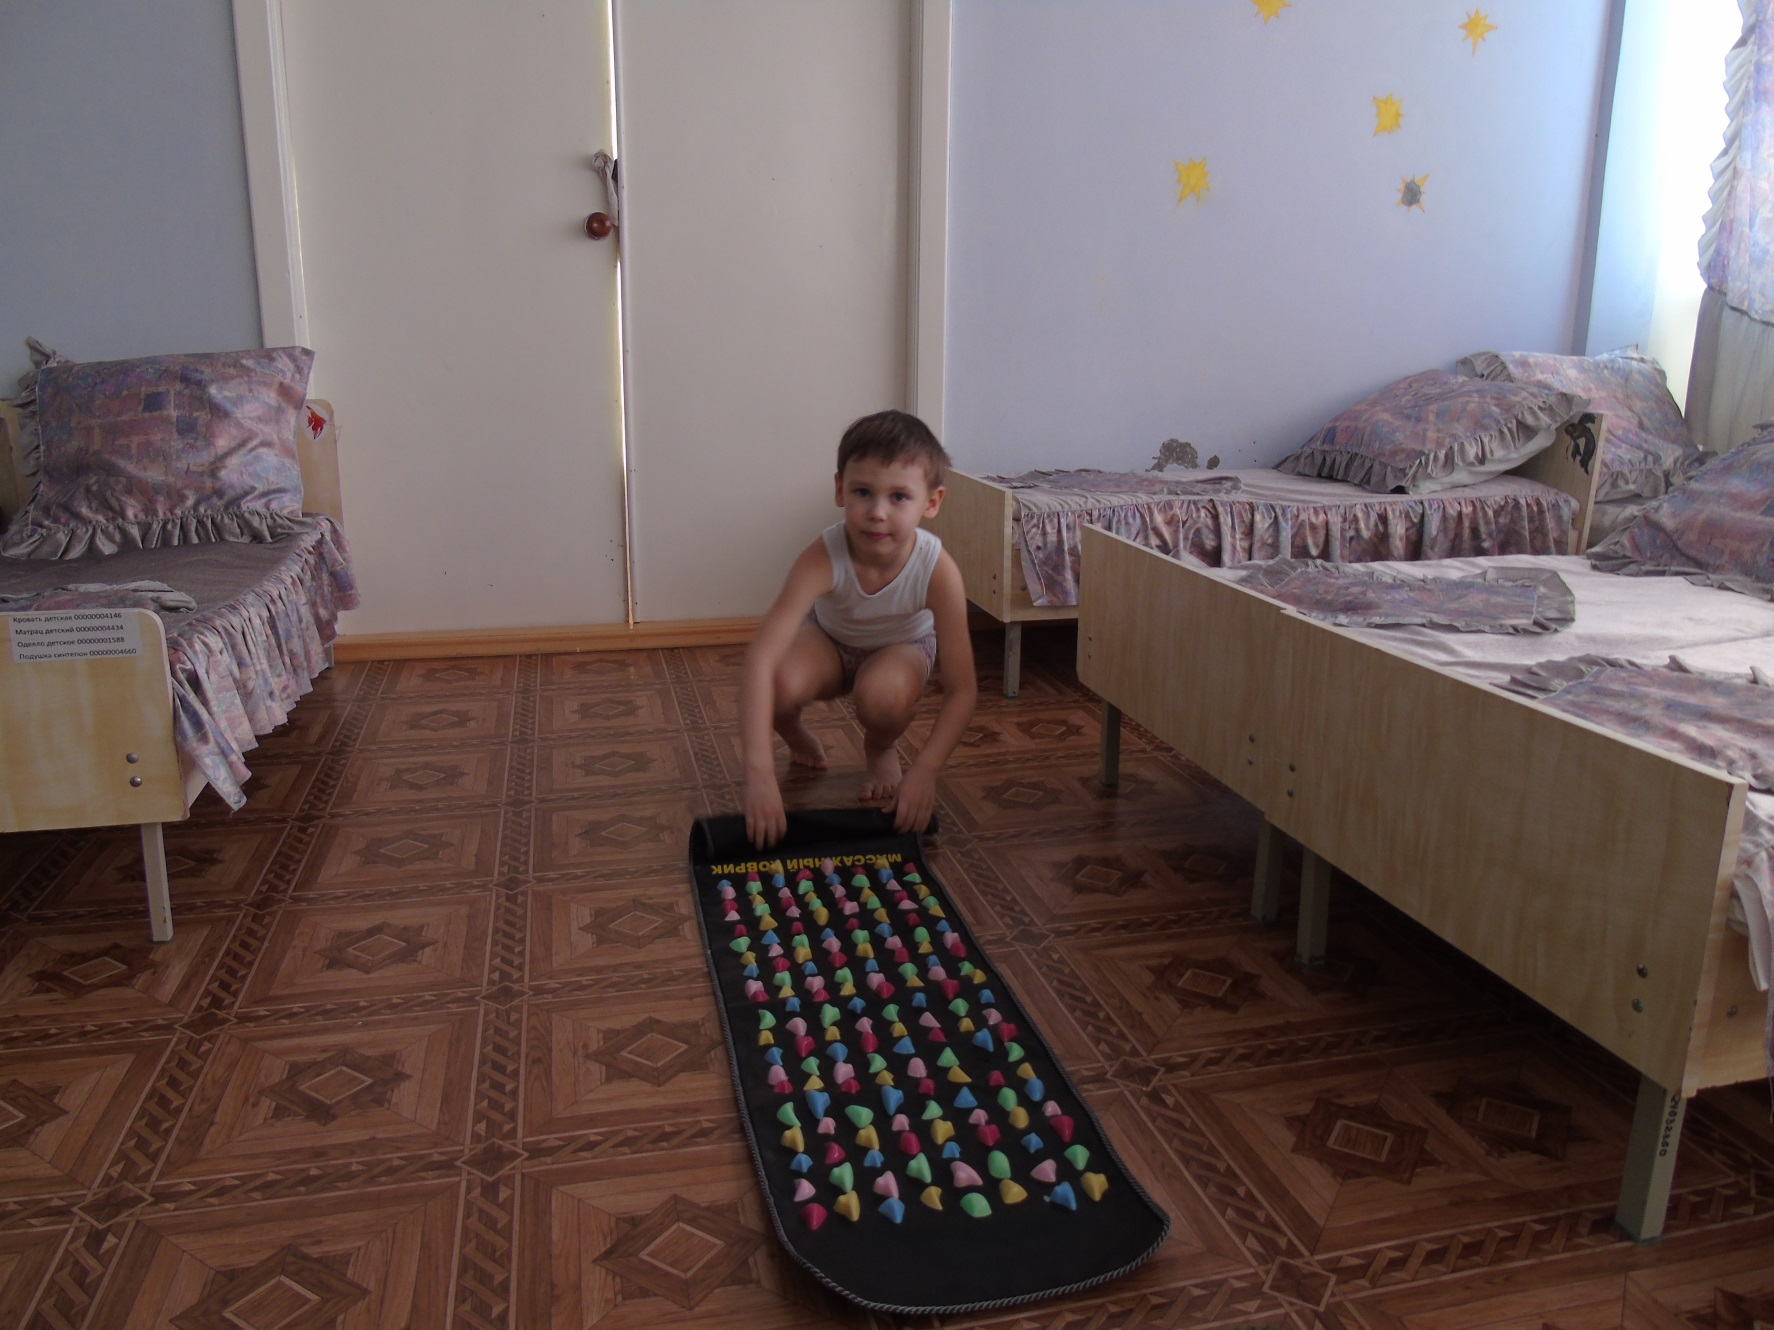 Кровать детская 00000004146
Матрац детский 00000004434
Одеяло детское 00000001588
Подушка синтепон 00000004660
МАССАЖНЫЙ КОВРИК